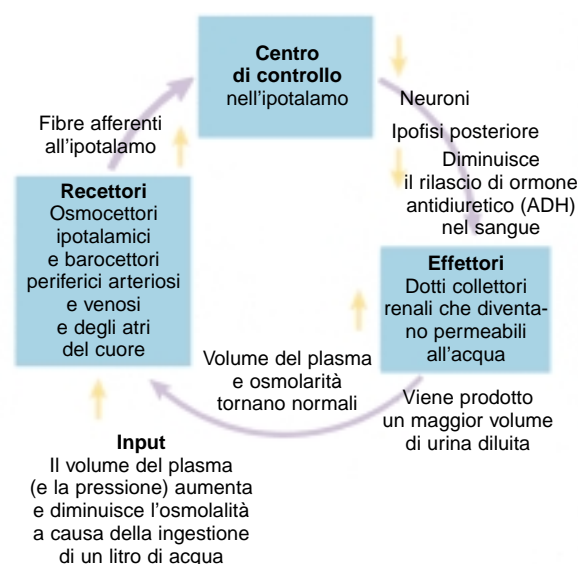 Centro
di controllo
nell'ipotalamo
Neuroni
Ipofisi posteriore
Diminuisce
il rilascio di ormone
antidiuretico (ADH)
nel sangue
Fibre afferenti
all'ipotalamo
Recettori
Osmocettori
ipotalamici
e barocettori
periferici arteriosi
e venosi
e degli atri
del cuore
Effettori
Dotti collettori
renali che diventa-
no permeabili
all'acqua
Volume del plasma
e osmolarità
tornano normali
Viene prodotto
un maggior volume
di urina diluita
Input
Il volume del plasma
(e la pressione) aumenta
e diminuisce l'osmolalità
a causa della ingestione
di un litro di acqua